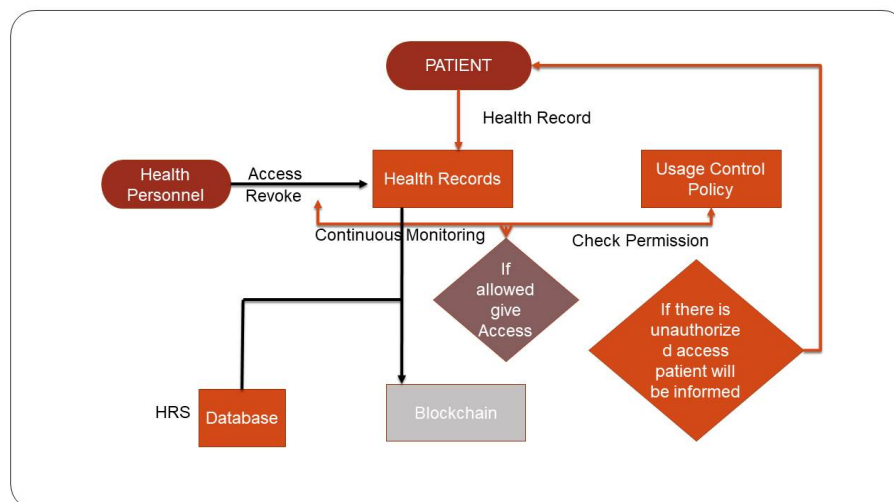 PATIENT
Health Record
Health
Personnel
Access
Revoke
Health Records
Usage Control
Policy
Continuous Monitoring
Check Permission
If
allowed
give
Access
If there is
unauthorize
d access
patient will
be informed
HRS
Database
Blockchain